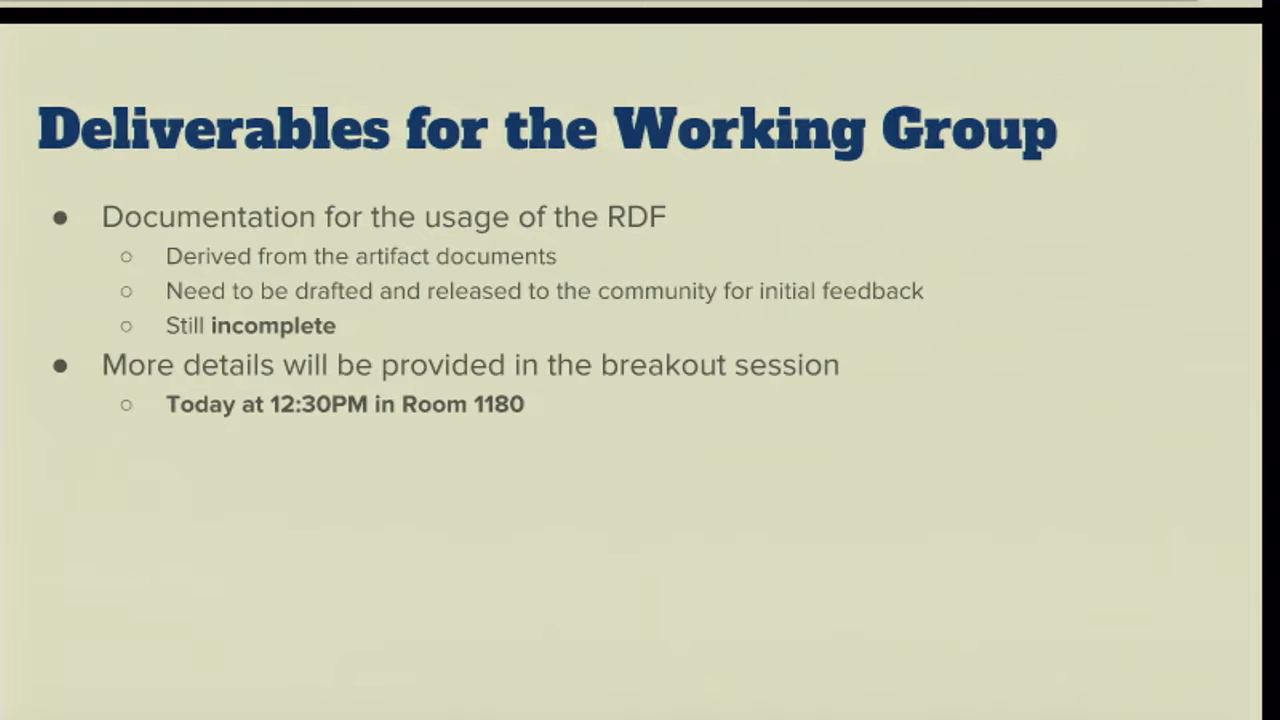 Deliverables for the Working Group
● Documentation for the usage of the RDF
○ Derived from the artifact documents
○ Need to be drafted and released to the community for initial feedback
○ Still incomplete
● More details will be provided in the breakout session
○ Today at 12:30PM in Room 1180